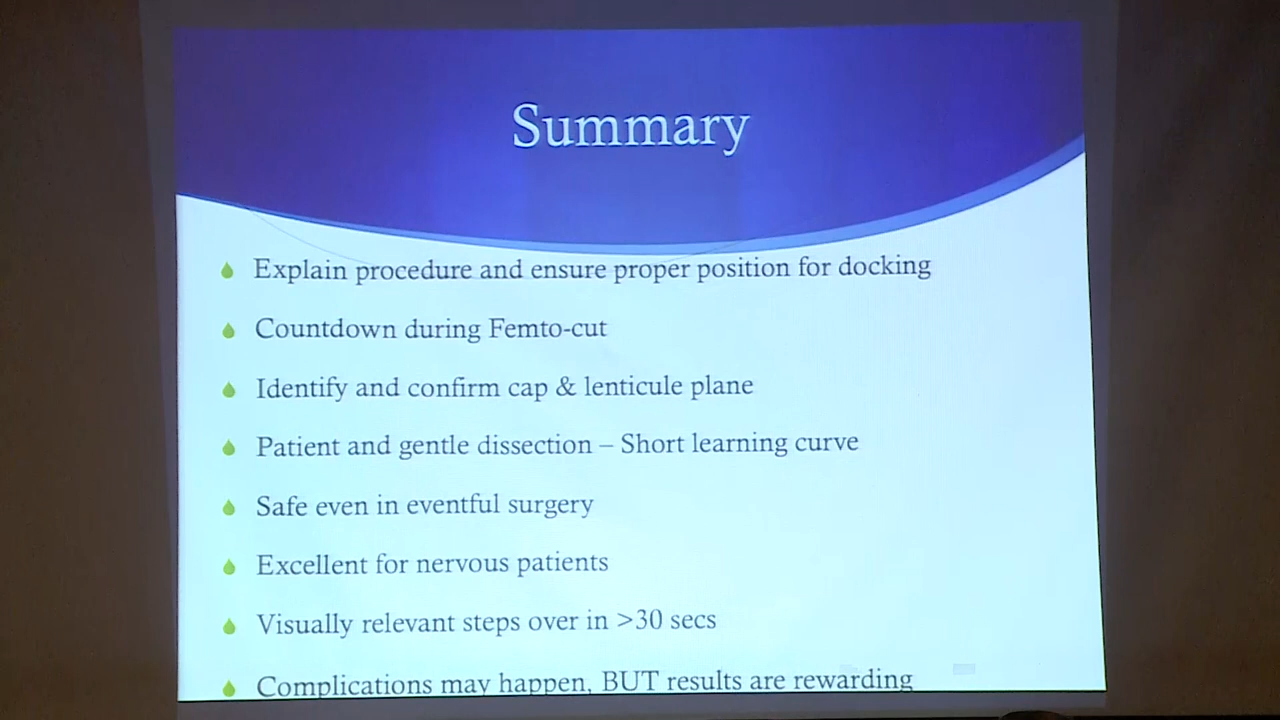 Summary
Explain procedure and ensure proper position for docking
Countdown during Femto-cut
Identify and confirm cap & lenticule plane
Patient and gentle dissection – Short learning curve
Safe even in eventful surgery
Excellent for nervous patients
Visually relevant steps over in >30 secs
Complications may happen, BUT results are rewarding